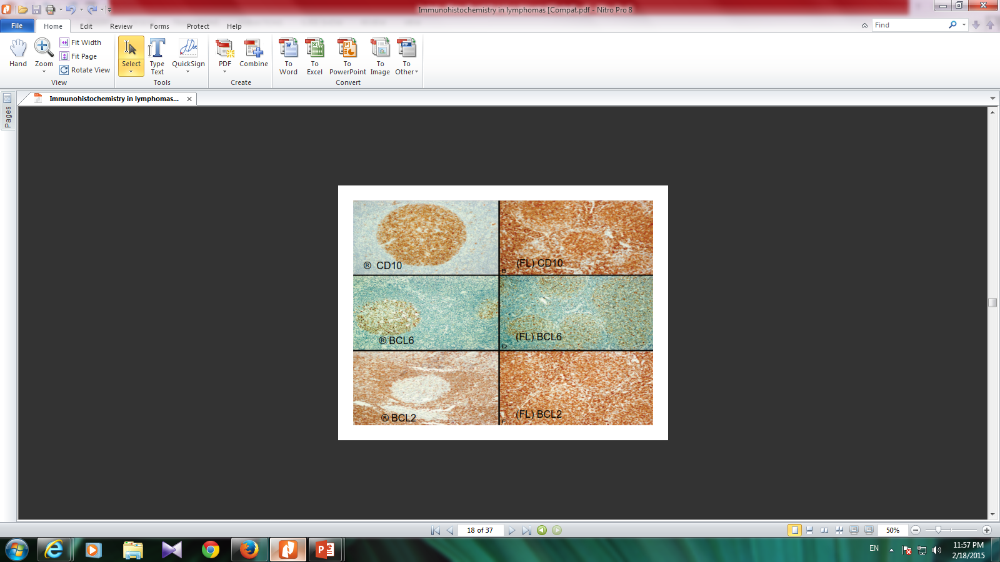 Immunohistochemistry in lymphomas [Compat.pdf - Nitro Pro 8
File Home Edit Review Forms Protect Help
Find
Hand
Zoom
Fit Width
Fit Page
Rotate View
View
Select
Type Text
QuickSign
Tools
PDF
Combine
Create
To Word
To Excel
To PowerPoint
To Image
To Other
Convert
Pages
Immunohistochemistry in lymphomas...
® CD10
(FL) CD10
B
® BCL6
(FL) BCL6
D
® BCL2
(FL) BCL2
F
18 of 37
50%
EN
11:57 PM
2/18/2015